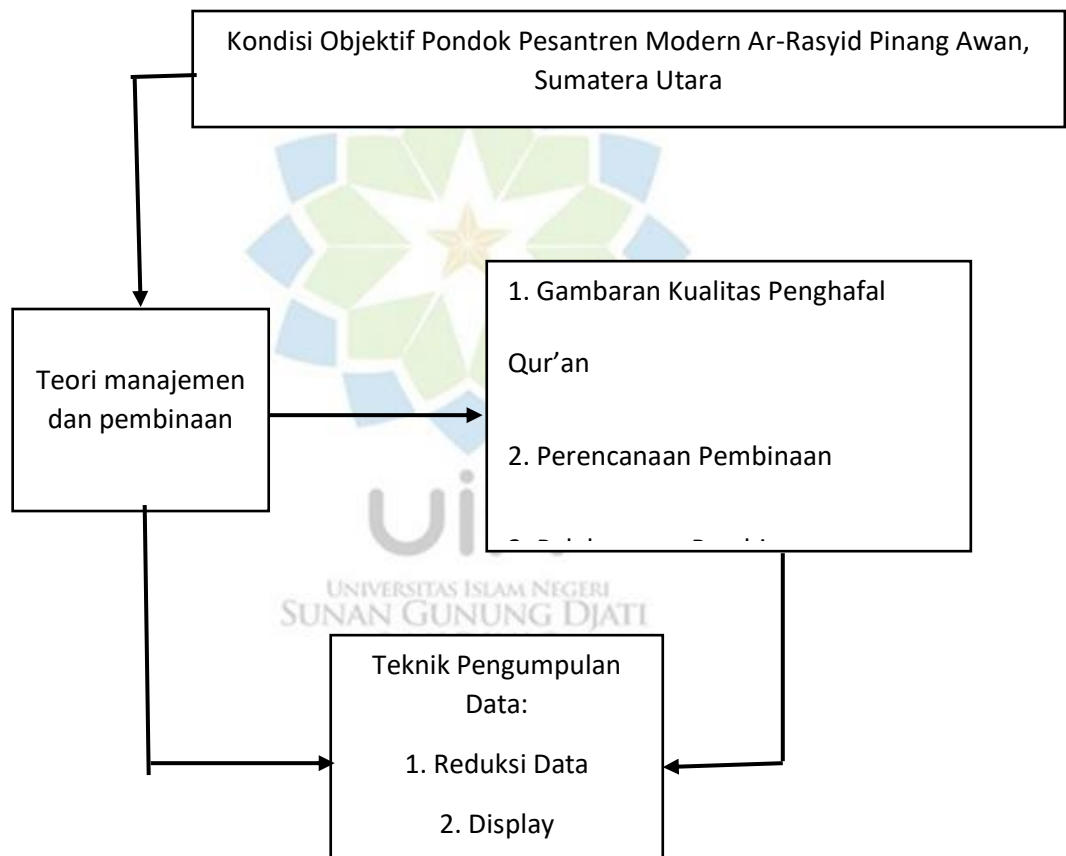 Kondisi Objektif Pondok Pesantren Modern Ar-Rasyid Pinang Awan,
Sumatera Utara
Teori manajemen
dan pembinaan
1. Gambaran Kualitas Penghafal
Qur’an
2. Perencanaan Pembinaan
UNIVERSITAS ISLAM NEGERI
SUNAN GUNUNG DJATI
Teknik Pengumpulan
Data:
1. Reduksi Data
2. Display